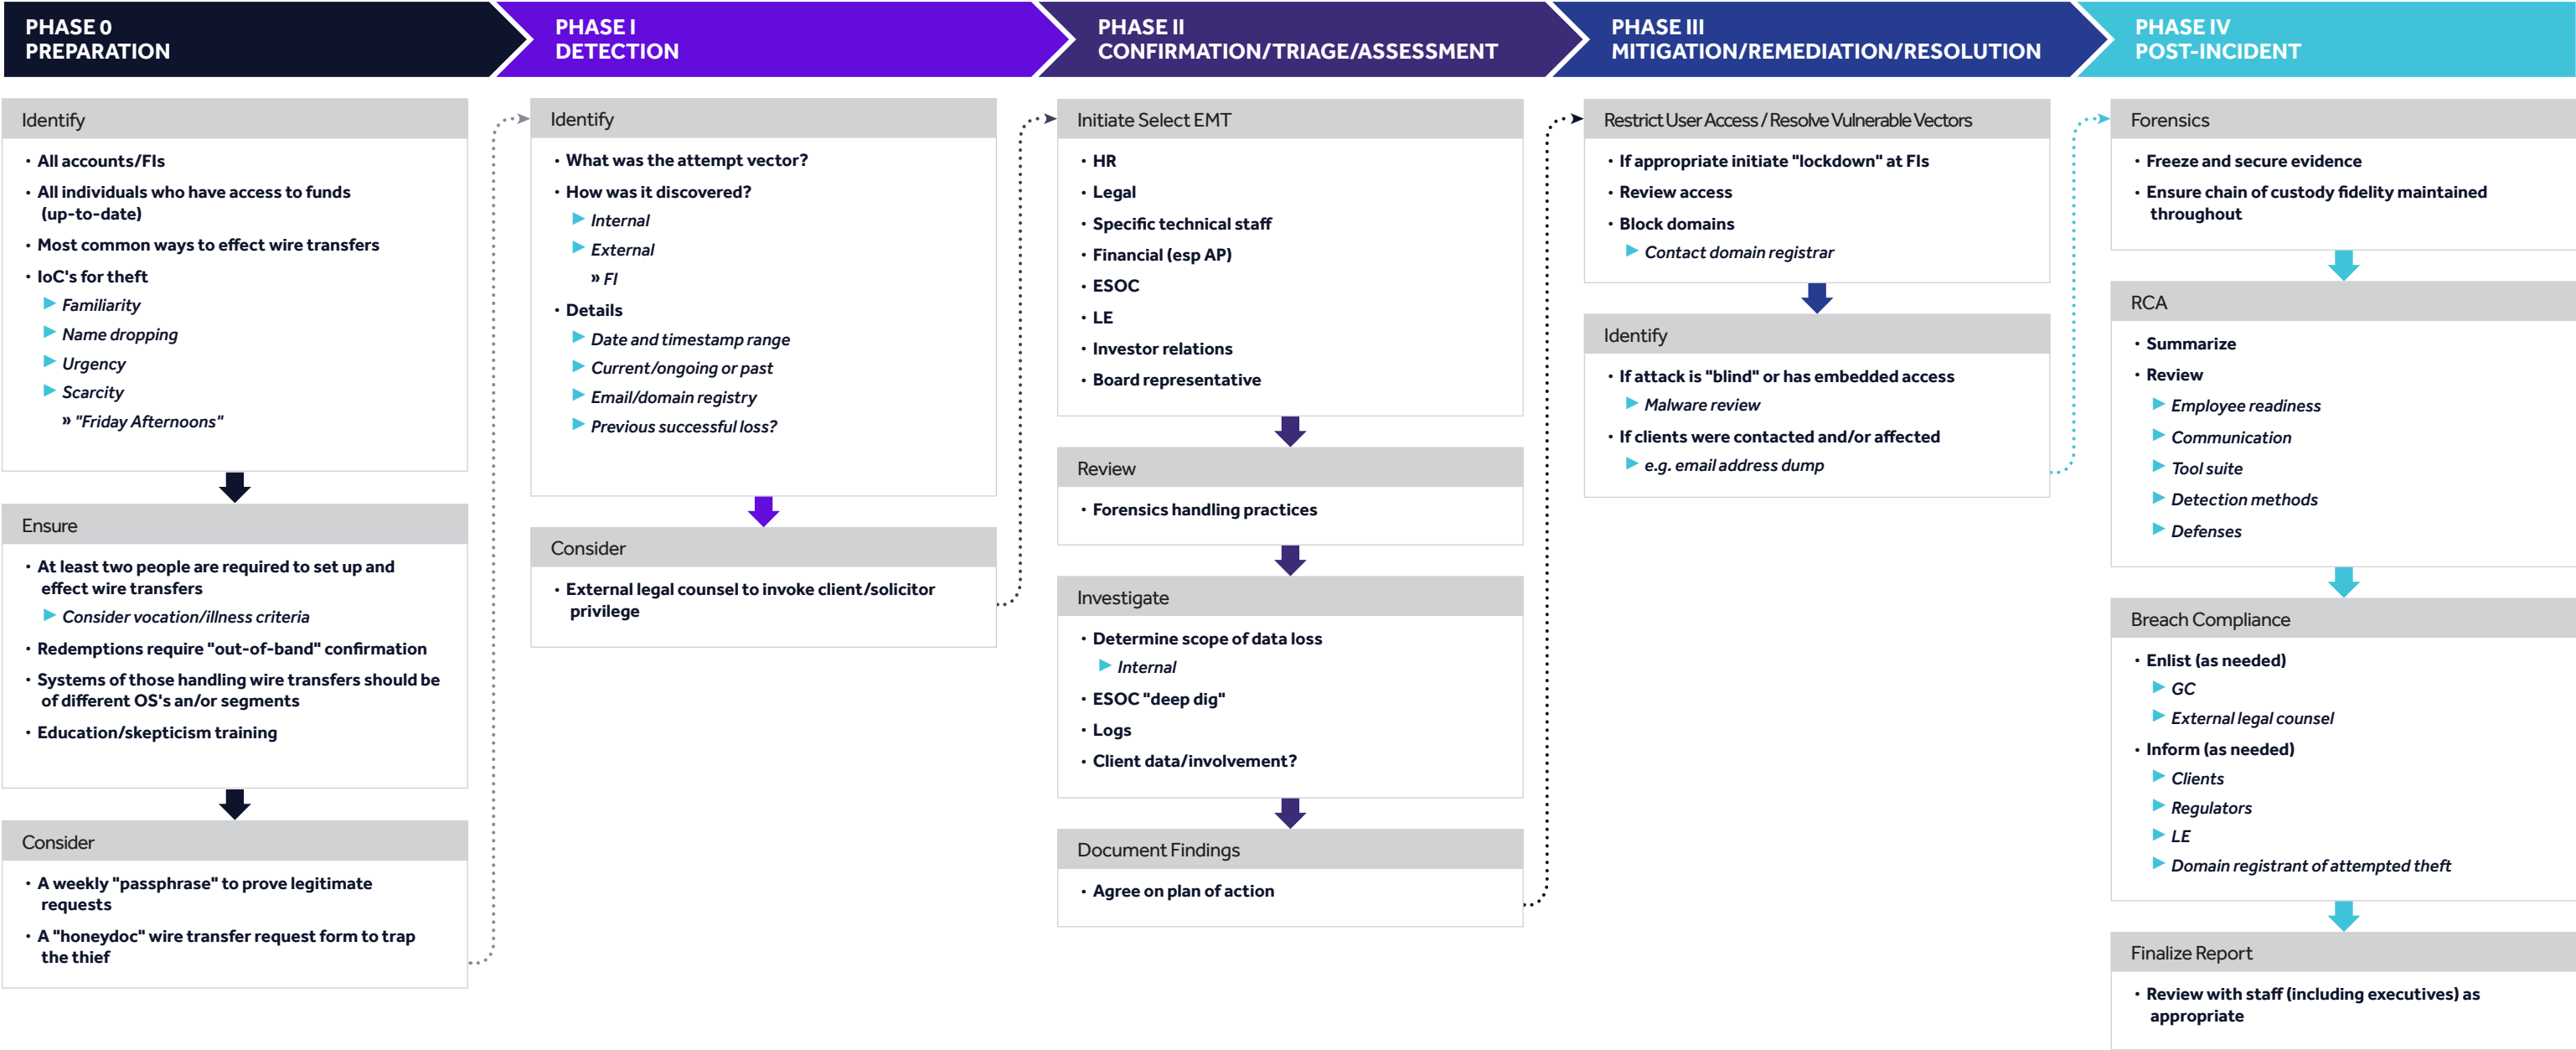 PHASE 0
PREPARATION
Identify
· All accounts/FIs
· All individuals who have access to funds
(up-to-date)
· Most common ways to effect wire transfers
· IoC's for theft
▶ Familiarity
▶ Name dropping
▶ Urgency
▶ Scarcity
» "Friday Afternoons"
Ensure
· At least two people are required to set up and
effect wire transfers
▶ Consider vocation/illness criteria
· Redemptions require "out-of-band" confirmation
· Systems of those handling wire transfers should be
of different OS's an/or segments
· Education/skepticism training
Consider
· A weekly "passphrase" to prove legitimate
requests
· A "honeydoc" wire transfer request form to trap
the thief
PHASE I
DETECTION
Identify
· What was the attempt vector?
· How was it discovered?
▶ Internal
▶ External
» FI
· Details
▶ Date and timestamp range
▶ Current/ongoing or past
▶ Email/domain registry
▶ Previous successful loss?
Consider
· External legal counsel to invoke client/solicitor
privilege
PHASE II
CONFIRMATION/TRIAGE/ASSESSMENT
Initiate Select EMT
· HR
· Legal
· Specific technical staff
· Financial (esp AP)
· ESOC
· LE
· Investor relations
· Board representative
Review
· Forensics handling practices
Investigate
· Determine scope of data loss
▶ Internal
· ESOC "deep dig"
· Logs
· Client data/involvement?
Document Findings
· Agree on plan of action
PHASE III
MITIGATION/REMEDIATION/RESOLUTION
Restrict User Access / Resolve Vulnerable Vectors
· If appropriate initiate "lockdown" at FIs
· Review access
· Block domains
▶ Contact domain registrar
Identify
· If attack is "blind" or has embedded access
▶ Malware review
· If clients were contacted and/or affected
▶ e.g. email address dump
PHASE IV
POST-INCIDENT
Forensics
· Freeze and secure evidence
· Ensure chain of custody fidelity maintained
throughout
RCA
· Summarize
· Review
▶ Employee readiness
▶ Communication
▶ Tool suite
▶ Detection methods
▶ Defenses
Breach Compliance
· Enlist (as needed)
▶ GC
▶ External legal counsel
· Inform (as needed)
▶ Clients
▶ Regulators
▶ LE
▶ Domain registrant of attempted theft
Finalize Report
· Review with staff (including executives) as
appropriate